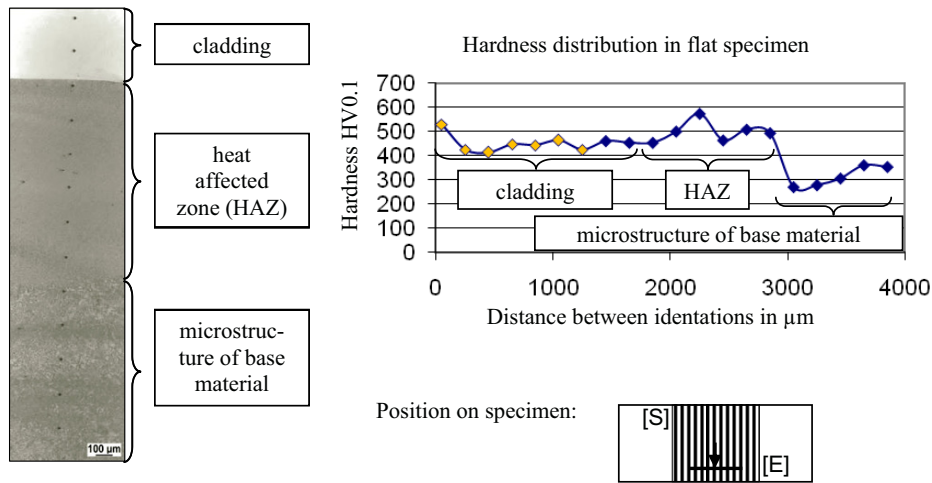 cladding
heat
affected
zone (HAZ)
microstruc-
ture of base
material
100 µm
Hardness distribution in flat specimen
Hardness HV0.1
700
600
500
400
300
200
100
0
cladding
HAZ
microstructure of base material
0 1000 2000 3000 4000
Distance between identations in µm
Position on specimen:
[S]
[E]